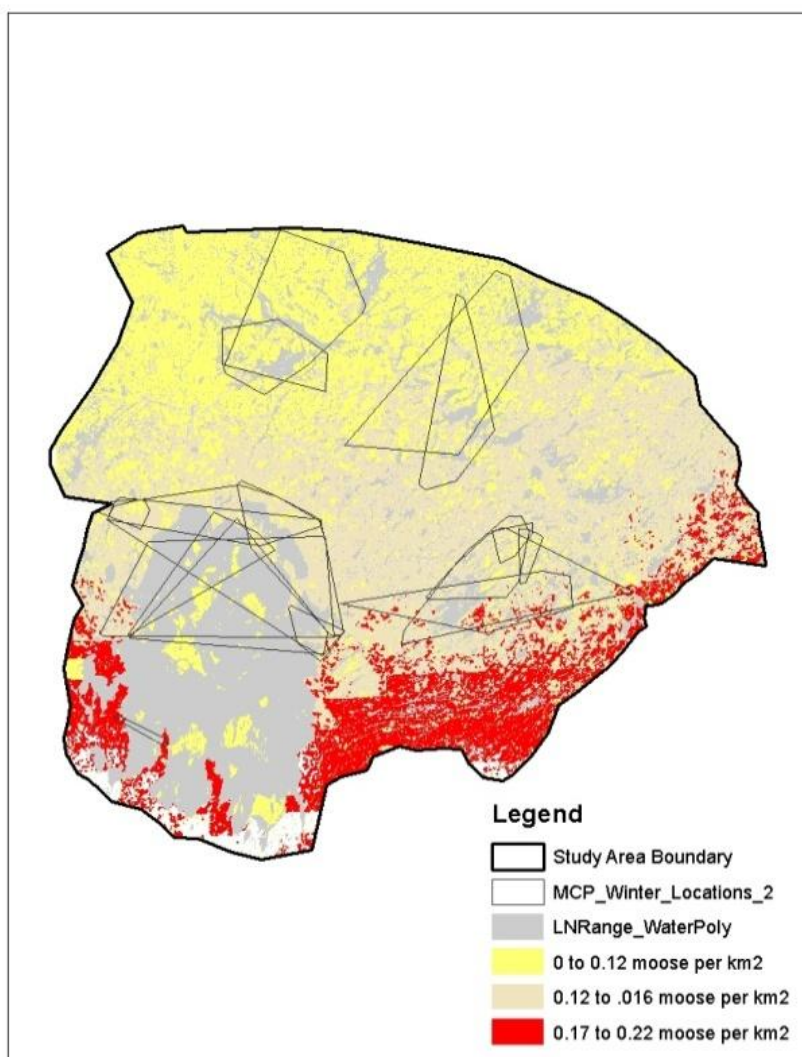 Legend
Study Area Boundary
MCP_Winter_Locations_2
LNRange_WaterPoly
0 to 0.12 moose per km2
0.12 to .016 moose per km2
0.17 to 0.22 moose per km2